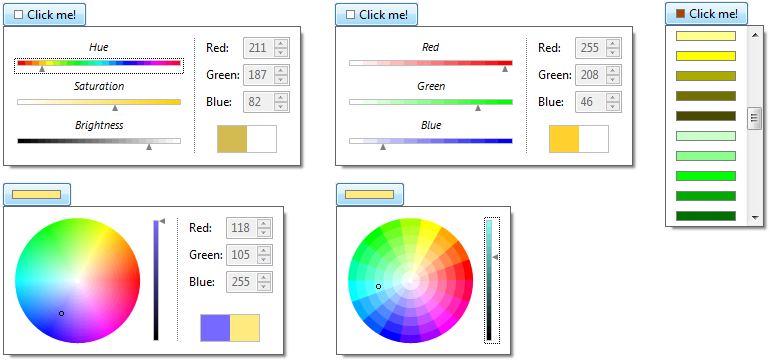 Click me!
Hue
Saturation
Brightness
Red: 211
Green: 187
Blue: 82
Click me!
Red
Green
Blue
Red: 255
Green: 208
Blue: 46
Click me!
Red: 118
Green: 105
Blue: 255